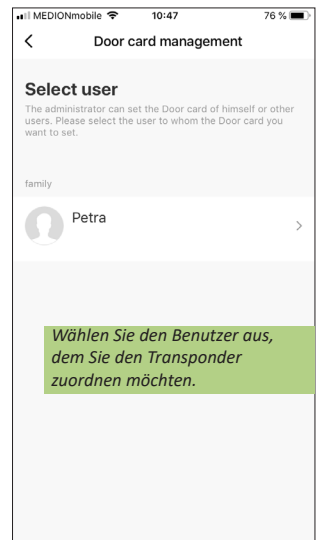 MEDIONmobile 10:47 76 %
Door card management
Select user
The administrator can set the Door card of himself or other
users. Please select the user to whom the Door card you
want to set.
family
Petra
Wählen Sie den Benutzer aus,
dem Sie den Transponder
zuordnen möchten.